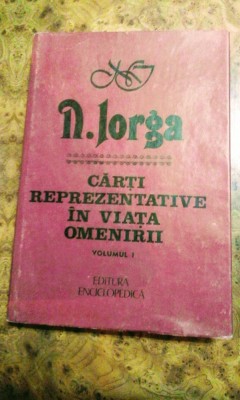 N. Iorga
CĂRȚI
REPREZENTATIVE
ÎN VIAȚA
OMENIRII
VOLUMUL I
EDITURA
ENCICLOPEDICĂ